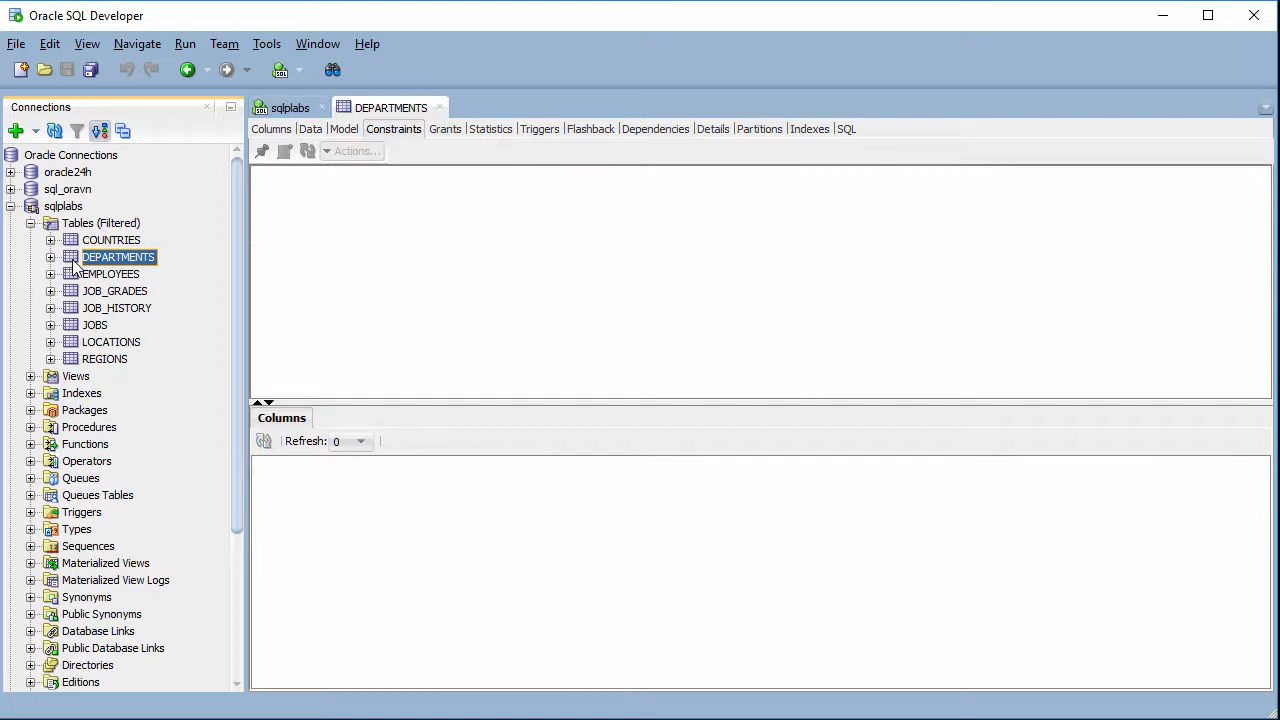 Oracle SQL Developer
File Edit View Navigate Run Team Tools Window Help
Connections
Oracle Connections
oracle24h
sql_oravn
sqlplabs
Tables (Filtered)
COUNTRIES
DEPARTMENTS
EMPLOYEES
JOB_GRADES
JOB_HISTORY
JOBS
LOCATIONS
REGIONS
Views
Indexes
Packages
Procedures
Functions
Operators
Queues
Queues Tables
Triggers
Types
Sequences
Materialized Views
Materialized View Logs
Synonyms
Public Synonyms
Database Links
Public Database Links
Directories
Editions
sqlplabs DEPARTMENTS
Columns Data Model Constraints Grants Statistics Triggers Flashback Dependencies Details Partitions Indexes SQL
Actions...
Columns
Refresh: 0